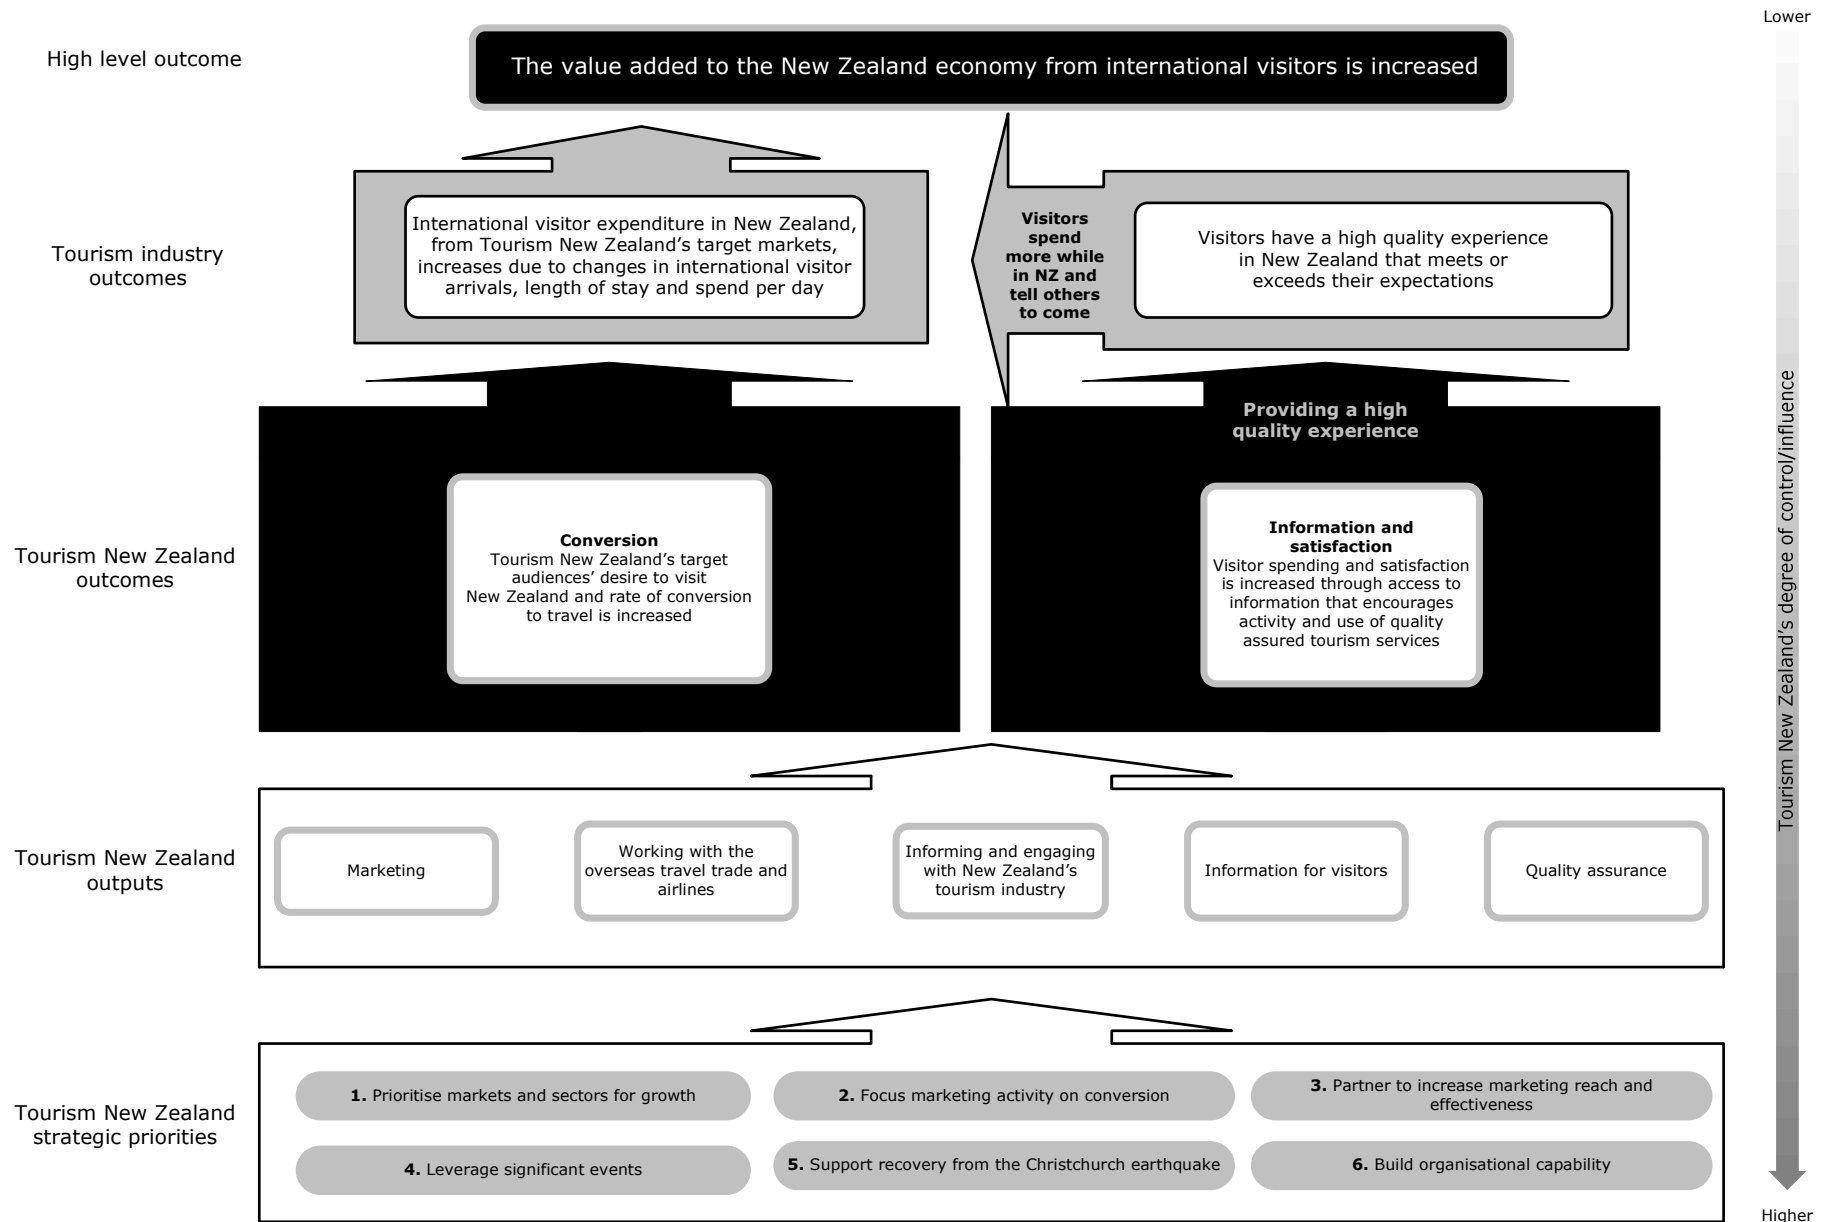 Lower
High level outcome
The value added to the New Zealand economy from international visitors is increased
Tourism industry
outcomes
International visitor expenditure in New Zealand,
from Tourism New Zealand’s target markets,
increases due to changes in international visitor
arrivals, length of stay and spend per day
Visitors
spend
more while
in NZ and
tell others
to come
Visitors have a high quality experience
in New Zealand that meets or
exceeds their expectations
Tourism New Zealand’s degree of control/influence
Providing a high
quality experience
Tourism New Zealand
outcomes
Conversion
Tourism New Zealand’s target
audiences’ desire to visit
New Zealand and rate of conversion
to travel is increased
Information and
satisfaction
Visitor spending and satisfaction
is increased through access to
information that encourages
activity and use of quality
assured tourism services
Tourism New Zealand
outputs
Marketing
Working with the
overseas travel trade and
airlines
Informing and engaging
with New Zealand’s
tourism industry
Information for visitors
Quality assurance
Tourism New Zealand
strategic priorities
1. Prioritise markets and sectors for growth
2. Focus marketing activity on conversion
3. Partner to increase marketing reach and
effectiveness
4. Leverage significant events
5. Support recovery from the Christchurch earthquake
6. Build organisational capability
Higher